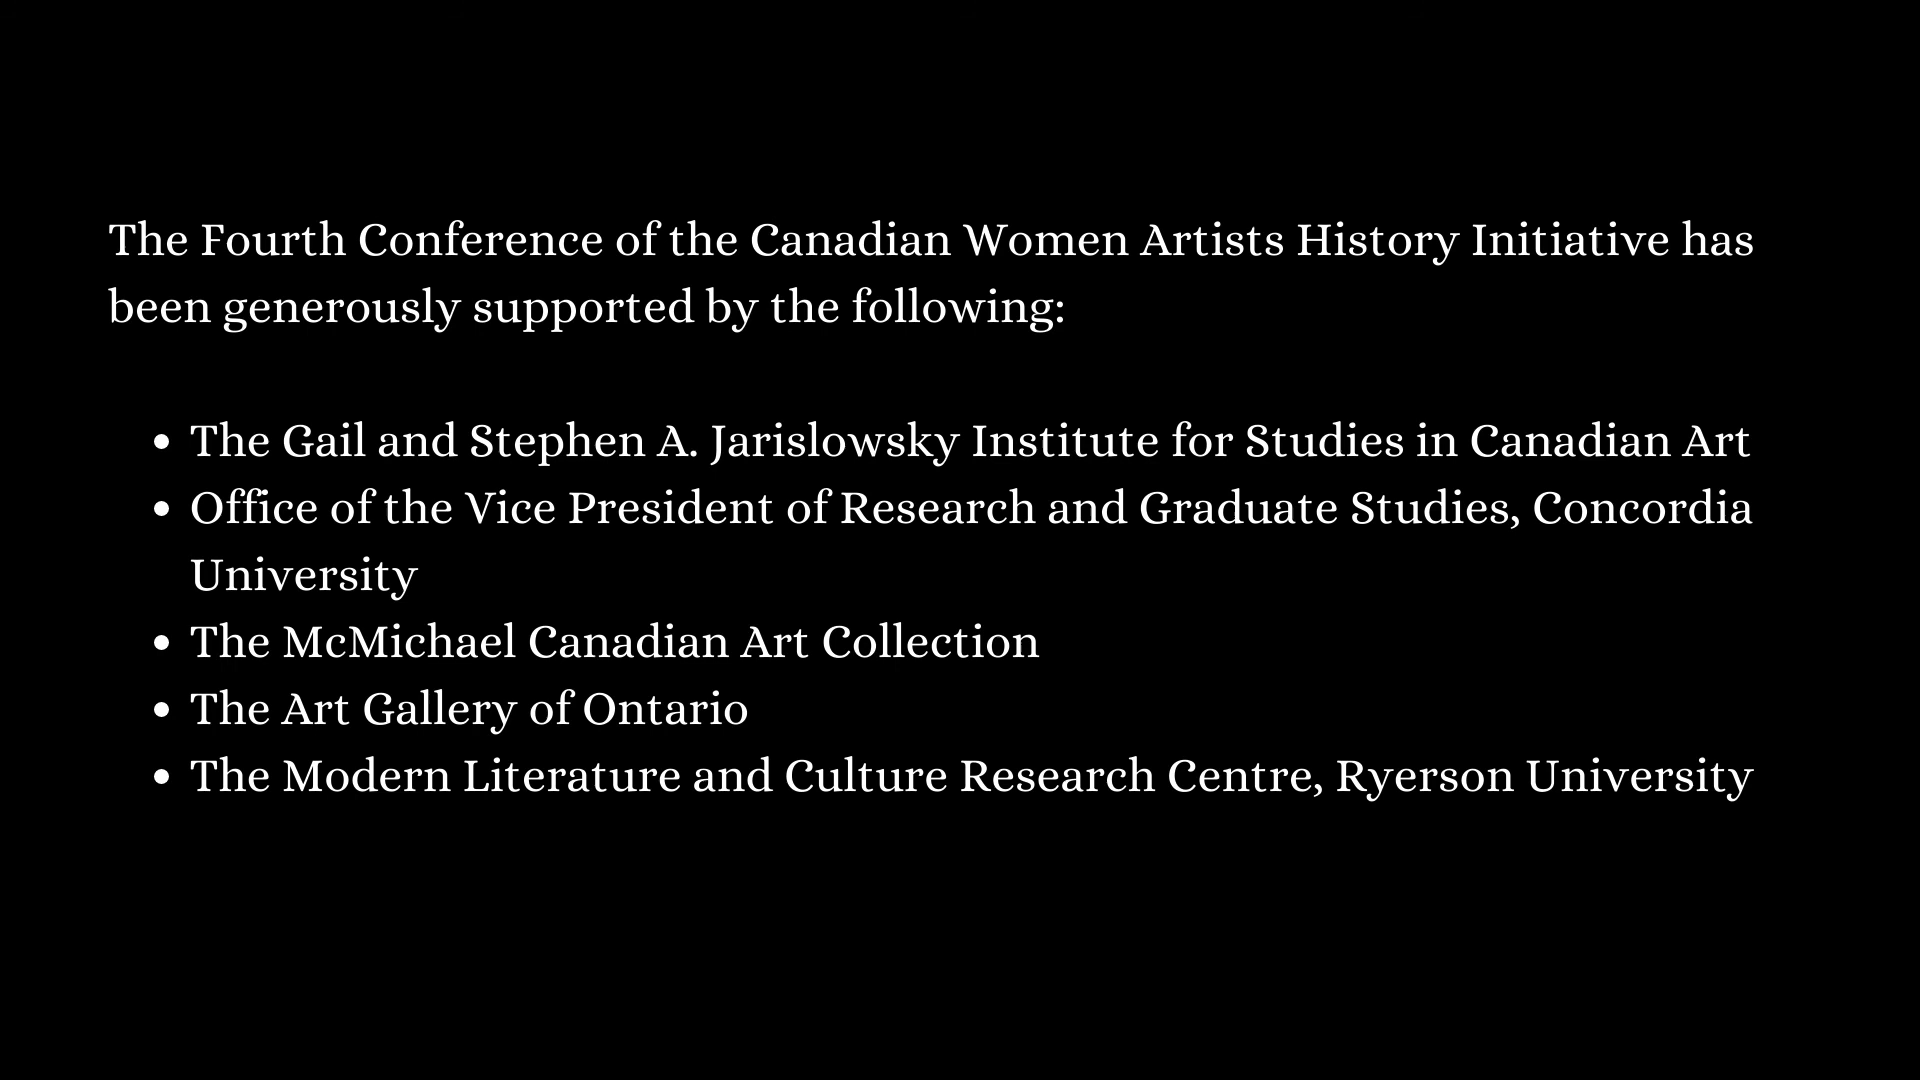 The Fourth Conference of the Canadian Women Artists History Initiative has
been generously supported by the following:
• The Gail and Stephen A. Jarislowsky Institute for Studies in Canadian Art
• Office of the Vice President of Research and Graduate Studies, Concordia
University
• The McMichael Canadian Art Collection
• The Art Gallery of Ontario
• The Modern Literature and Culture Research Centre, Ryerson University